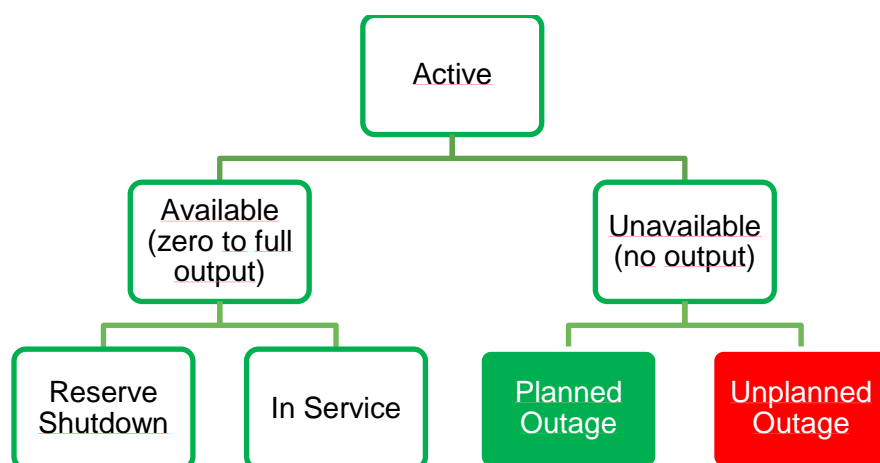 Active
Available
(zero to full
output)
Unavailable
(no output)
Reserve
Shutdown
In Service
Planned
Outage
Unplanned
Outage